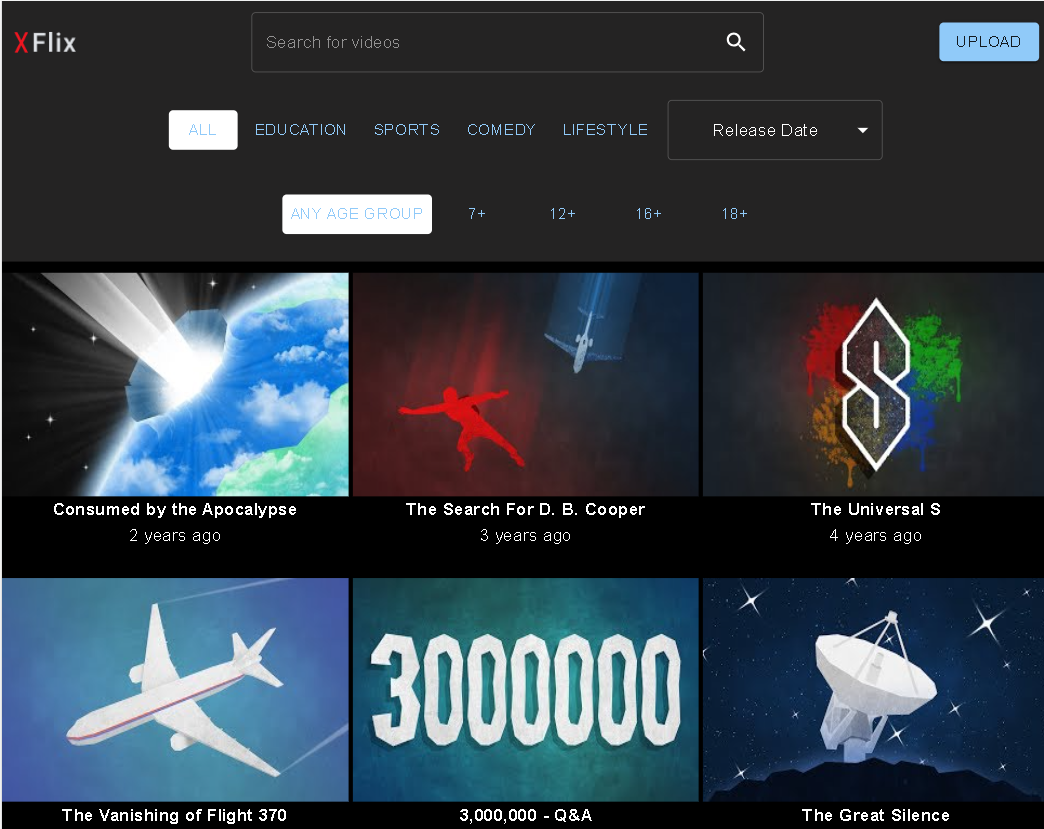 XFlix
Search for videos
UPLOAD
ALL
EDUCATION
SPORTS
COMEDY
LIFESTYLE
Release Date
ANY AGE GROUP
7+
12+
16+
18+
S
Consumed by the Apocalypse
The Search For D. B. Cooper
The Universal S
2 years ago
3 years ago
4 years ago
3000000
The Vanishing of Flight 370
3,000,000 - Q&A
The Great Silence